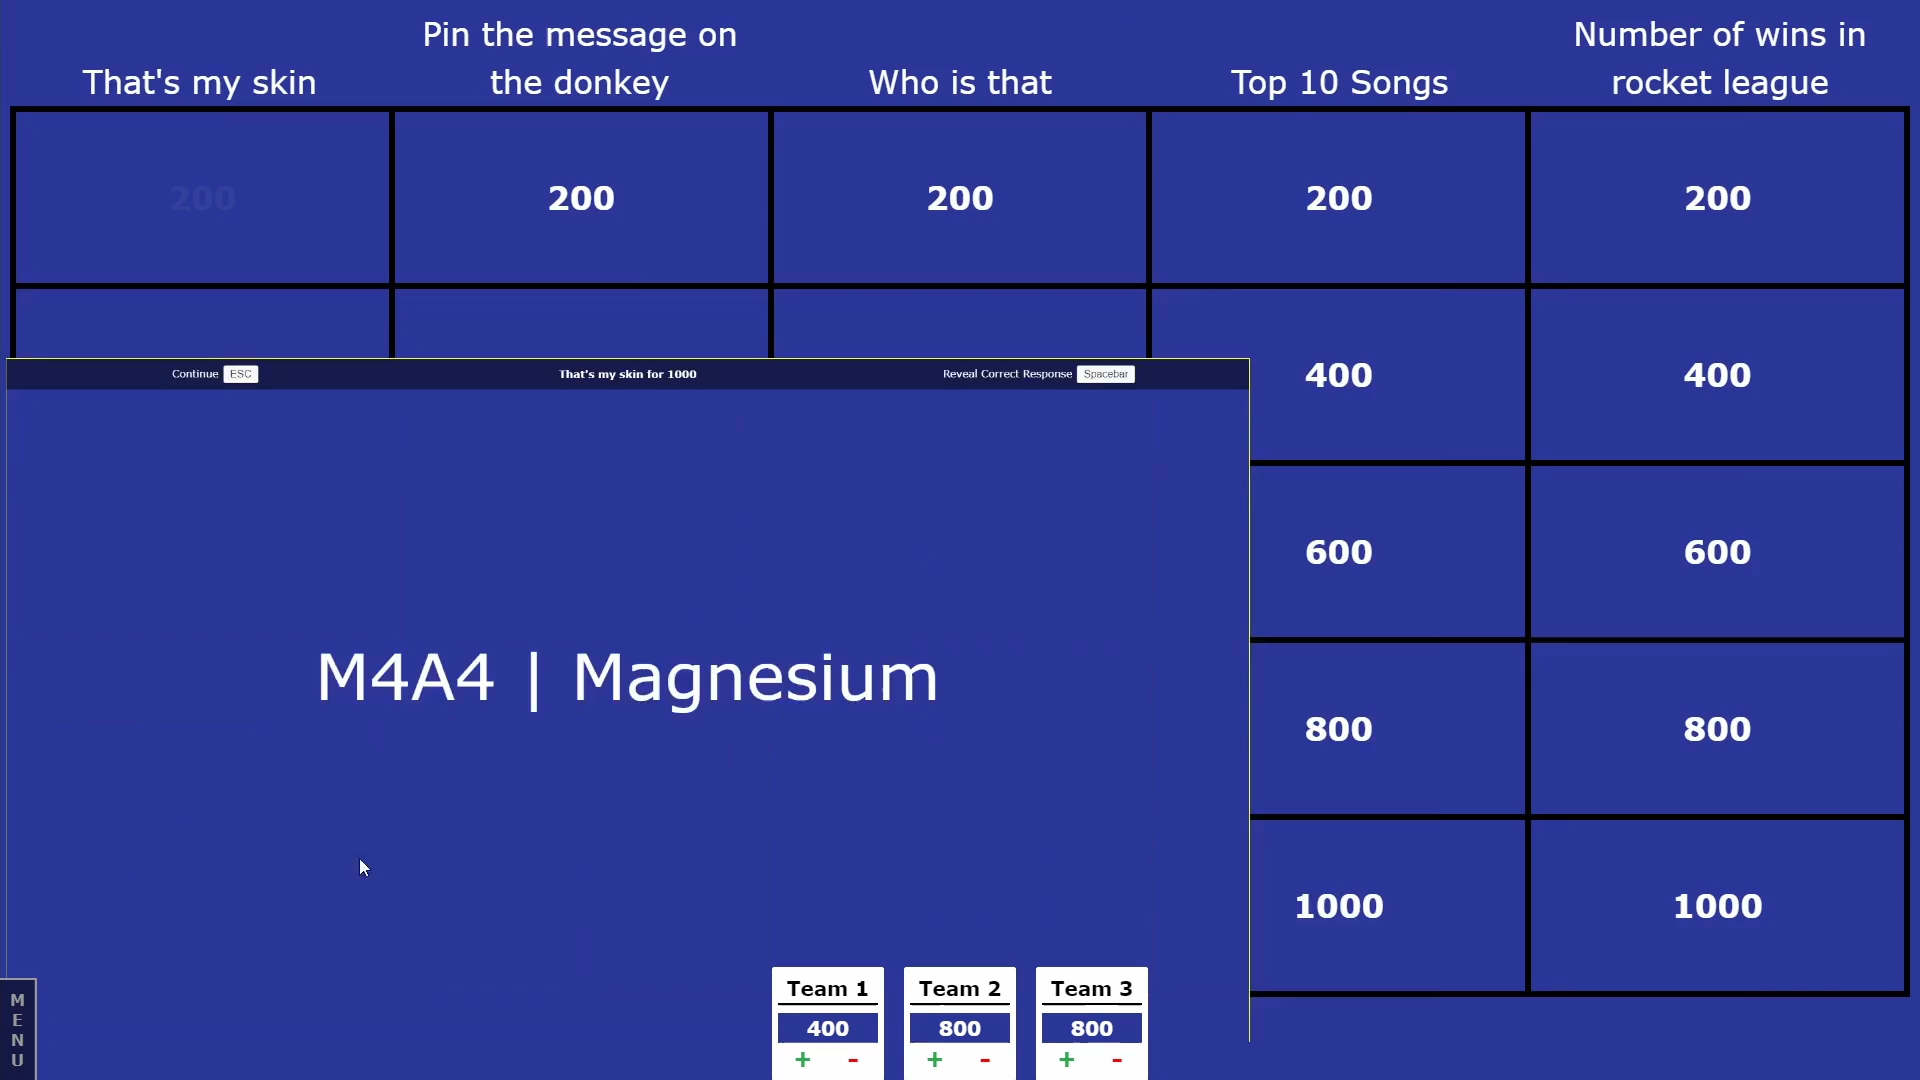 Pin the message on
Number of wins in
That's my skin
the donkey
Who is that
Top 10 Songs
rocket league
200
200
200
200
200
Continue ESC
That's my skin for 1000
Reveal Correct Response Spacebar
400
400
600
600
M4A4 | Magnesium
800
800
1000
1000
MENU
Team 1
Team 2
Team 3
400
800
800
+ -
+ -
+ -